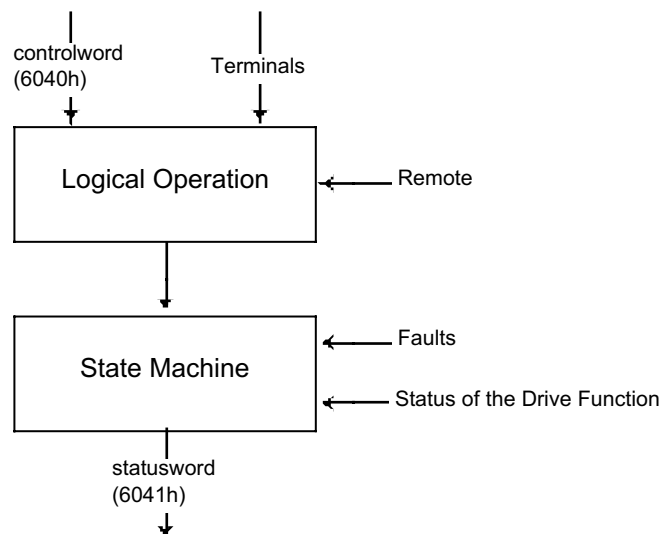 controlword
(6040h)
Terminals
Logical Operation
Remote
State Machine
Faults
Status of the Drive Function
statusword
(6041h)